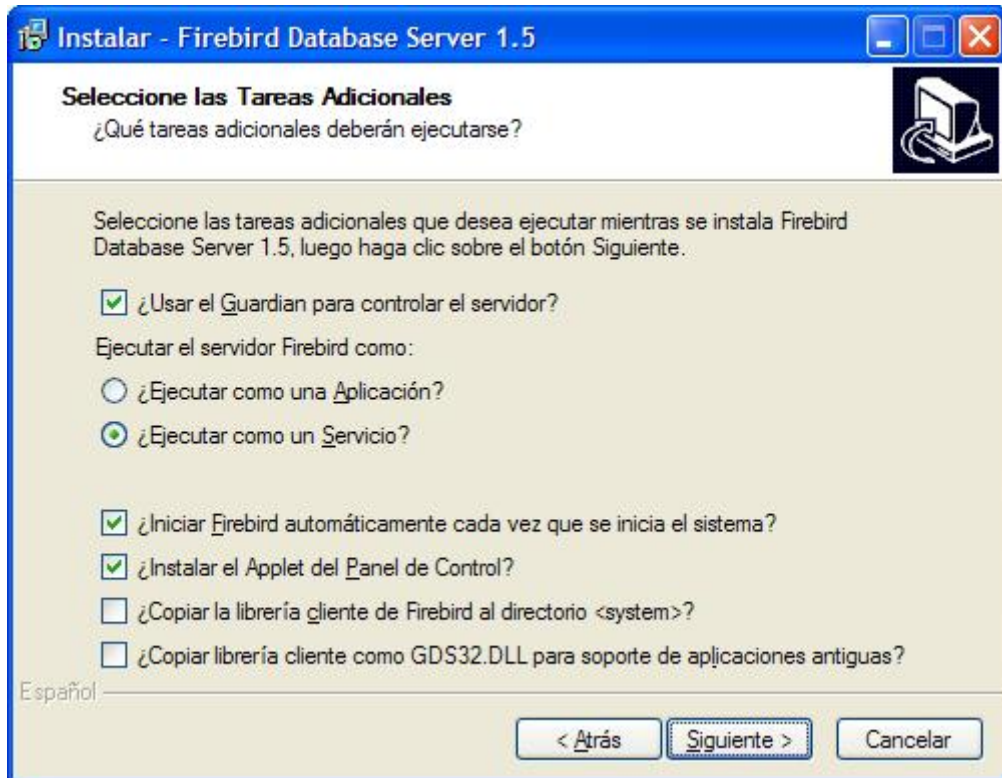 Instalar - Firebird Database Server 1.5
Seleccione las Tareas Adicionales
¿Qué tareas adicionales deberán ejecutarse?
Seleccione las tareas adicionales que desea ejecutar mientras se instala Firebird
Database Server 1.5, luego haga clic sobre el botón Siguiente.
¿Usar el Guardian para controlar el servidor?
Ejecutar el servidor Firebird como:
¿Ejecutar como una Aplicación?
¿Ejecutar como un Servicio?
¿Iniciar Firebird automáticamente cada vez que se inicia el sistema?
¿Instalar el Applet del Panel de Control?
¿Copiar la librería cliente de Firebird al directorio <system>?
¿Copiar librería cliente como GDS32.DLL para soporte de aplicaciones antiguas?
Español
< Atrás
Siguiente >
Cancelar